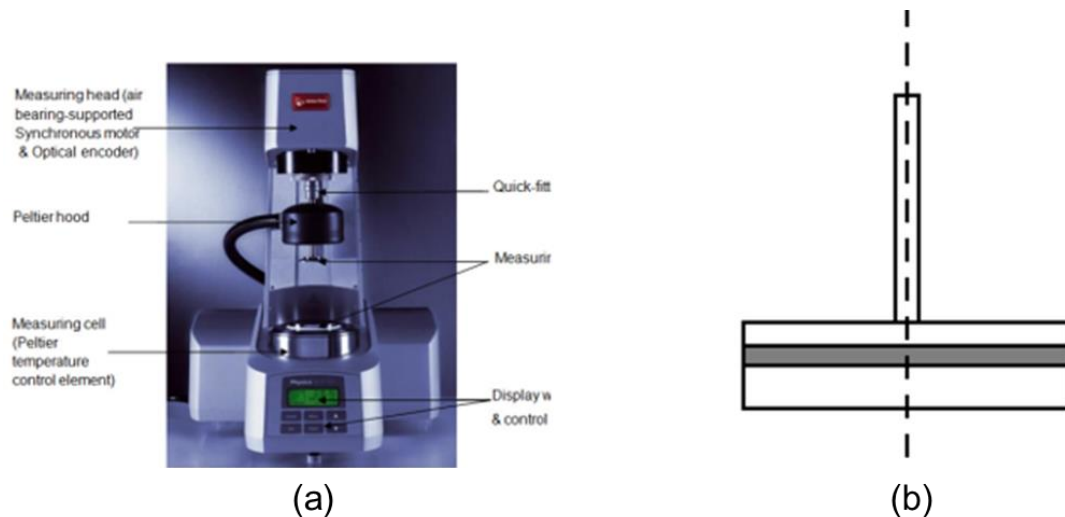 Measuring head (air
bearing-supported
Synchronous motor
& Optical encoder)
Peltier hood
Measuring cell
(Peltier
temperature
control element)
Quick-fitt
Measurin
Display w
& control
Physica
(a)
(b)